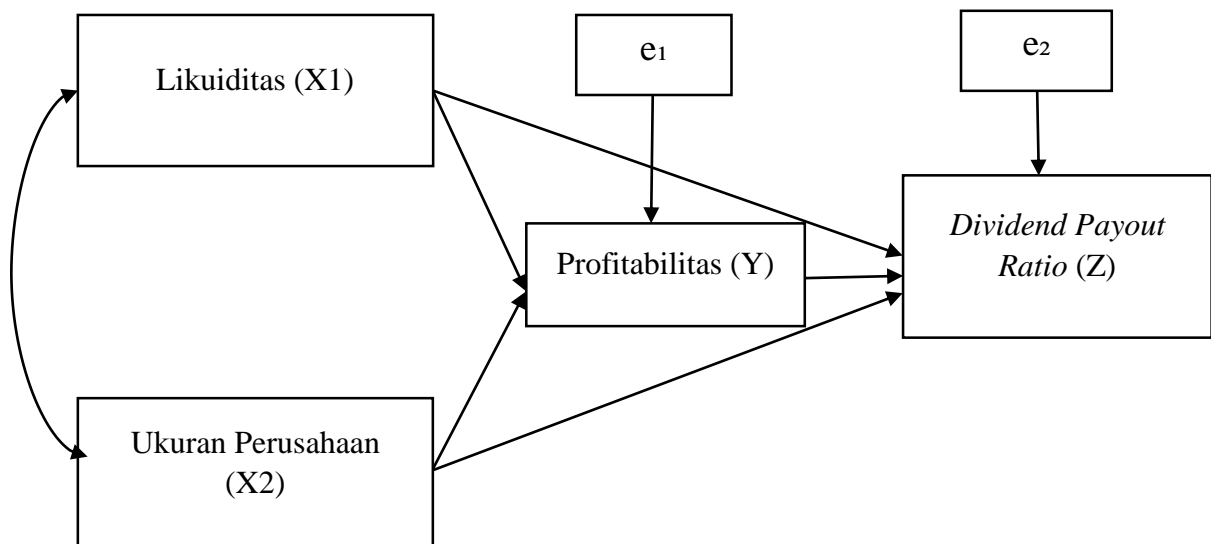 Likuiditas (X1)
e₁
e₂
Profitabilitas (Y)
Dividend Payout
Ratio (Z)
Ukuran Perusahaan
(X2)